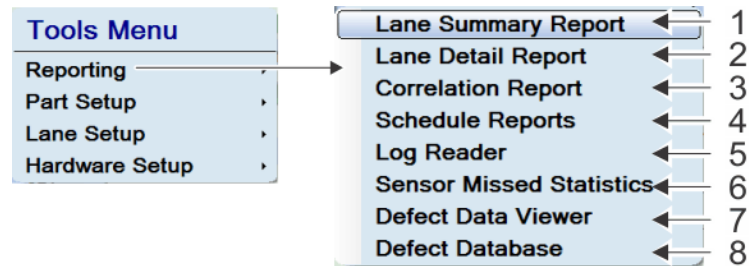 Tools Menu
Reporting
Part Setup
Lane Setup
Hardware Setup
Lane Summary Report 1
Lane Detail Report 2
Correlation Report 3
Schedule Reports 4
Log Reader 5
Sensor Missed Statistics 6
Defect Data Viewer 7
Defect Database 8